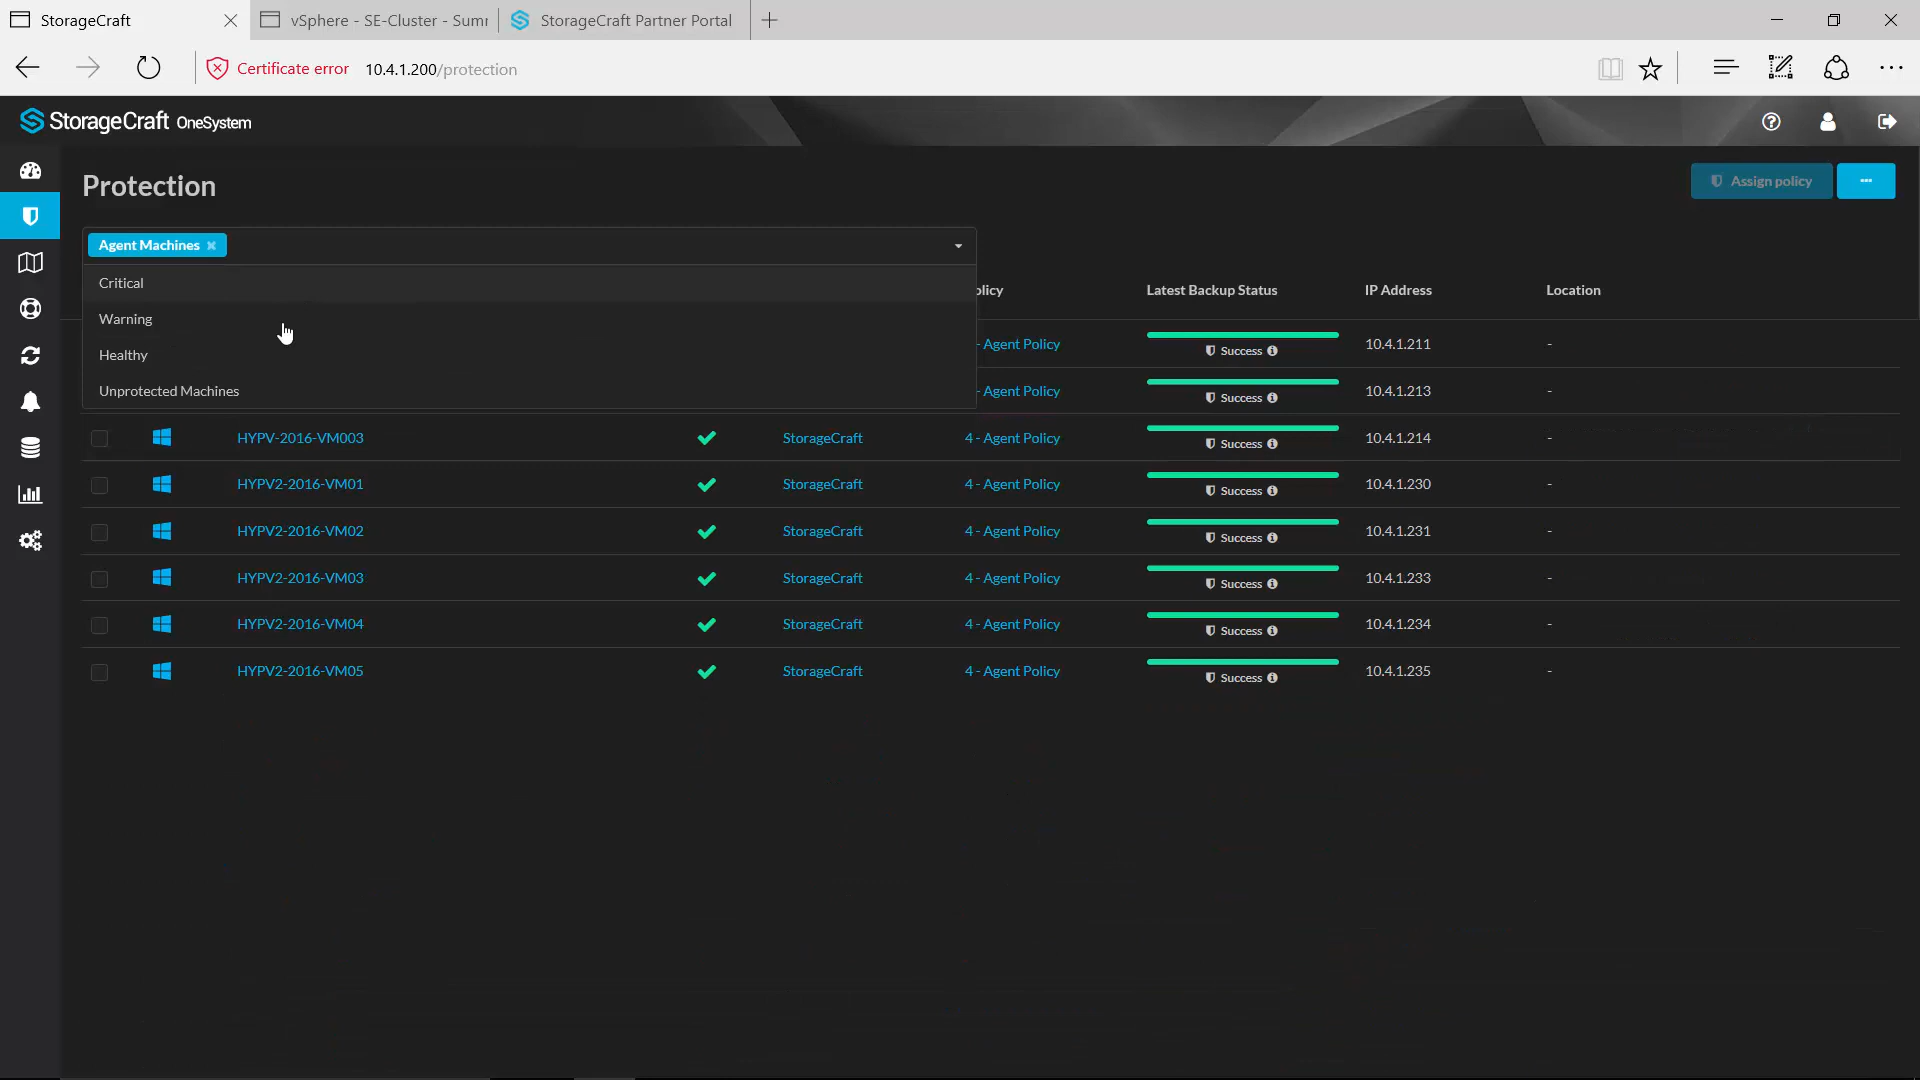 StorageCraft
vSphere - SE-Cluster - Sumr
StorageCraft Partner Portal
Certificate error 10.4.1.200/protection
StorageCraft OneSystem
Protection
Assign policy
Agent Machines
Critical
Warning
Healthy
Unprotected Machines
olicy Latest Backup Status IP Address Location
- Agent Policy Success 10.4.1.211 -
- Agent Policy Success 10.4.1.213 -
HYPV-2016-VM003 StorageCraft 4 - Agent Policy Success 10.4.1.214 -
HYPV2-2016-VM01 StorageCraft 4 - Agent Policy Success 10.4.1.230 -
HYPV2-2016-VM02 StorageCraft 4 - Agent Policy Success 10.4.1.231 -
HYPV2-2016-VM03 StorageCraft 4 - Agent Policy Success 10.4.1.233 -
HYPV2-2016-VM04 StorageCraft 4 - Agent Policy Success 10.4.1.234 -
HYPV2-2016-VM05 StorageCraft 4 - Agent Policy Success 10.4.1.235 -